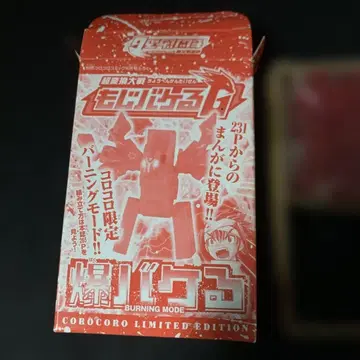 超変換大戦
もじバケるG
23Pからの
まんがに登場!!
コロコロ限定
バーニングモード!!
爆バケる
BURNING MODE
COROCORO LIMITED EDITION